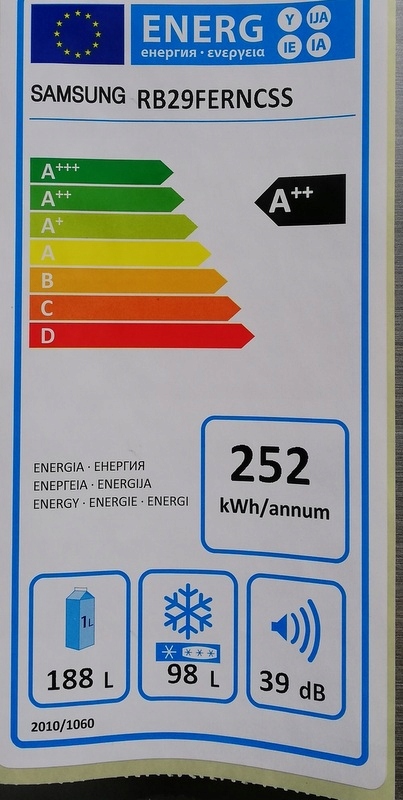 ENERG
енергия · ενεργεια
Y IJA
IE IA
SAMSUNG RB29FERNCSS
A+++
A++
A++
A+
A
B
C
D
ENERGIA · ЕНЕРГИЯ
ΕΝΕΡΓΕΙΑ · ENERGIJA
ENERGY · ENERGIE · ENERGI
252
kWh/annum
1L
188 L
98 L
39 dB
2010/1060